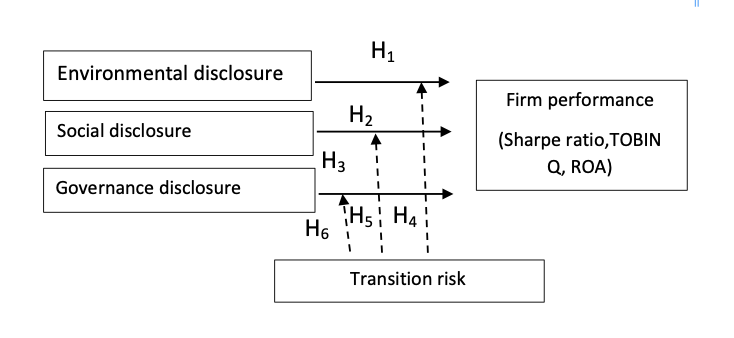 H1
Environmental disclosure
Firm performance
H2
Social disclosure
(Sharpe ratio,TOBIN
Q, ROA)
H3
Governance disclosure
H5
H4
H6
Transition risk